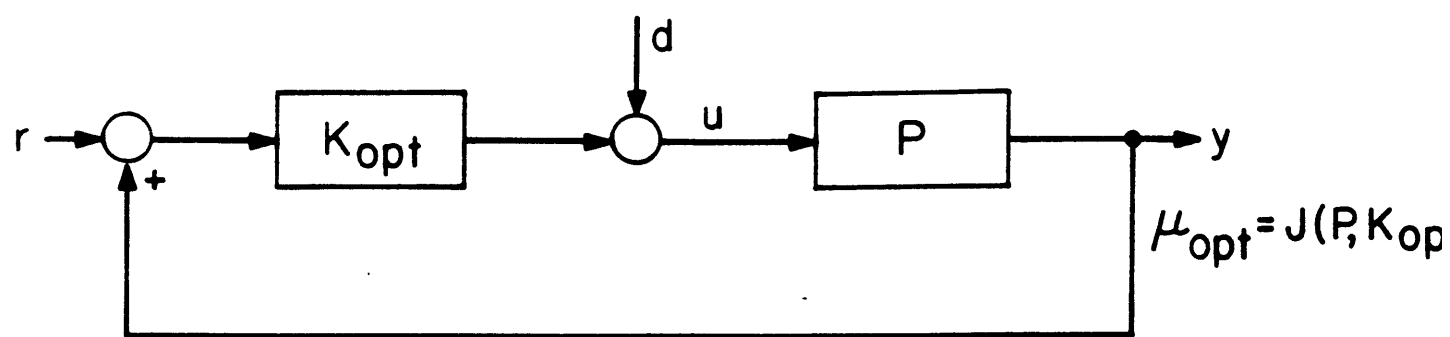 d
r
K_opt
u
P
y
+
μ_opt = J(P, K_op